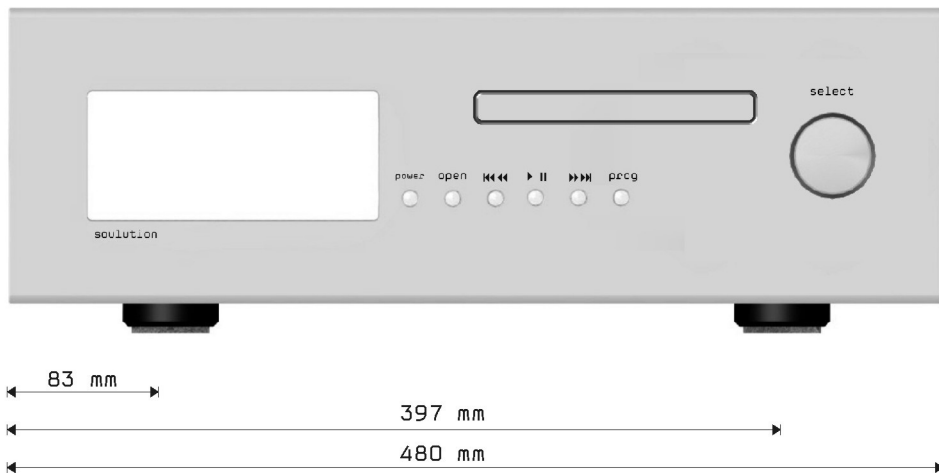 select
power open prog
soulution
83 mm
397 mm
480 mm